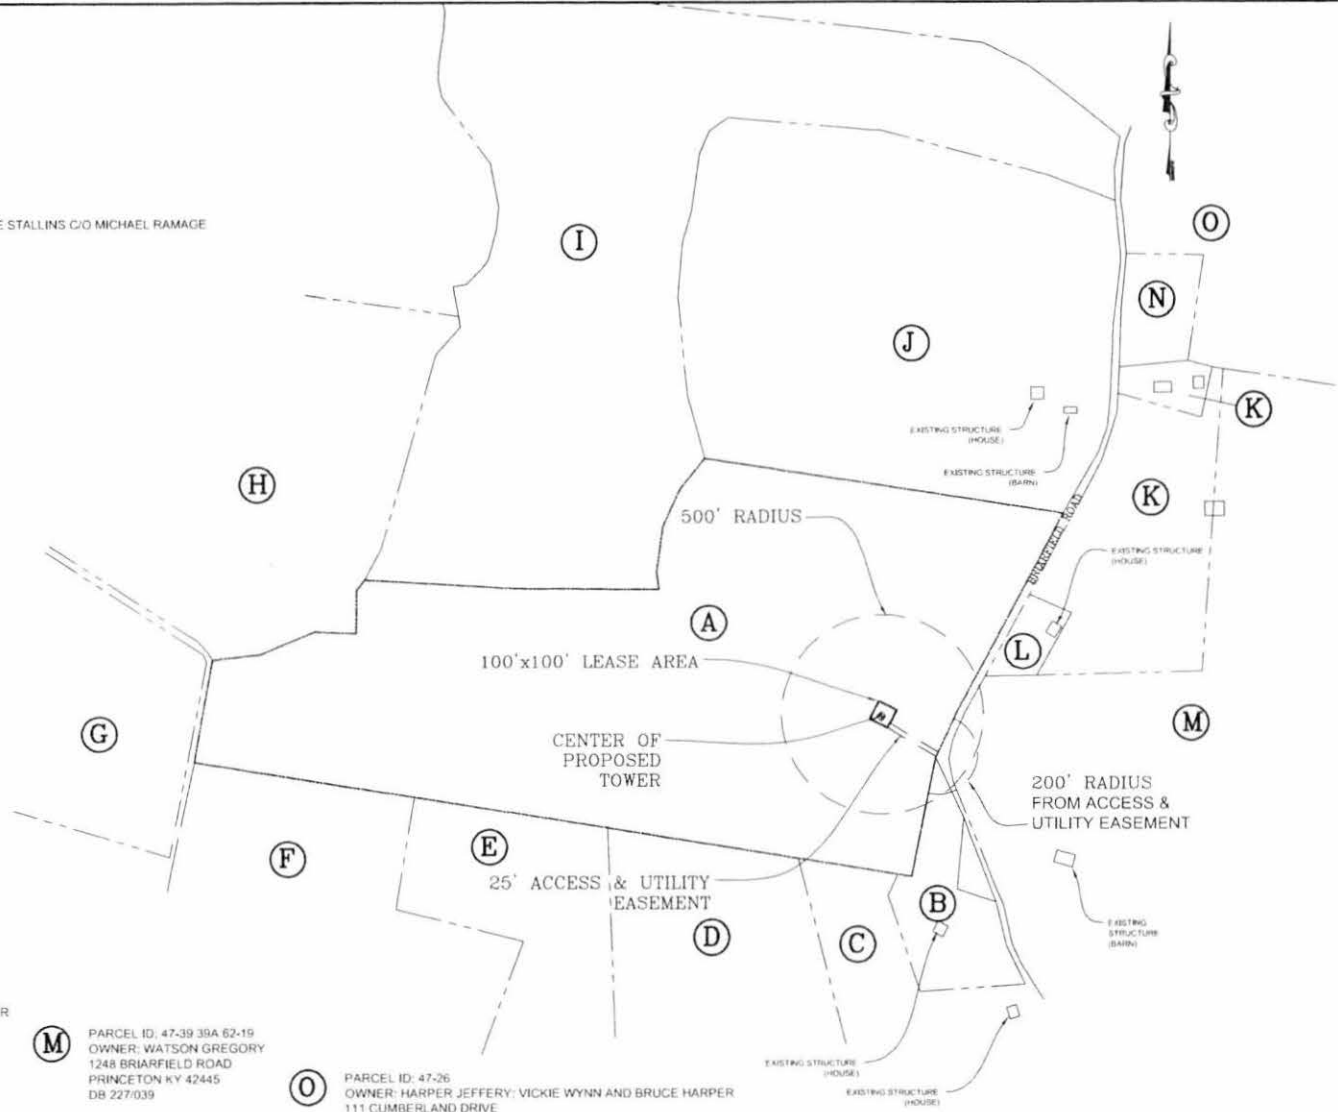 E STALLINS C/O MICHAEL RAMAGE
I
O
N
J
K
EXISTING STRUCTURE
(HOUSE)
EXISTING STRUCTURE
(BARN)
H
K
500' RADIUS
BRIARFIELD ROAD
EXISTING STRUCTURE
(HOUSE)
A
L
100'x100' LEASE AREA
G
M
CENTER OF
PROPOSED
TOWER
200' RADIUS
FROM ACCESS &
UTILITY EASEMENT
F
E
25' ACCESS & UTILITY
EASEMENT
B
D
C
EXISTING
STRUCTURE
(BARN)
R
M
PARCEL ID: 47-39 39A 62-19
OWNER: WATSON GREGORY
1248 BRIARFIELD ROAD
PRINCETON KY 42445
DB 227/039
O
PARCEL ID: 47-26
OWNER: HARPER JEFFERY: VICKIE WYNN AND BRUCE HARPER
111 CUMBERLAND DRIVE
EXISTING STRUCTURE
(HOUSE)
EXISTING STRUCTURE
(HOUSE)